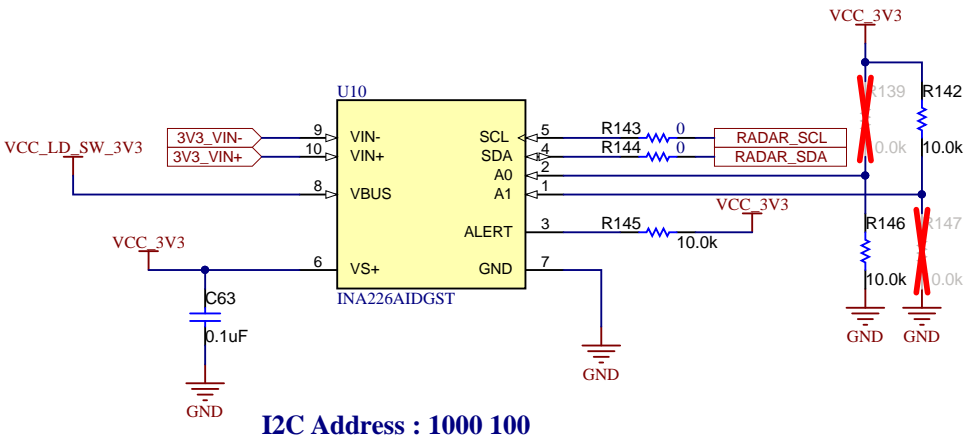 VCC_3V3
U10
R139
R142
3V3_VIN-
9
VIN-
SCL
5
R143
0
RADAR_SCL
3V3_VIN+
10
VIN+
SDA
4
R144
0
RADAR_SDA
10.0k
10.0k
VCC_LD_SW_3V3
A0
2
8
VBUS
A1
1
VCC_3V3
ALERT
3
R145
10.0k
R146
R147
VCC_3V3
6
VS+
GND
7
10.0k
10.0k
C63
INA226AIDGST
0.1uF
GND
GND
GND
GND
I2C Address : 1000 100